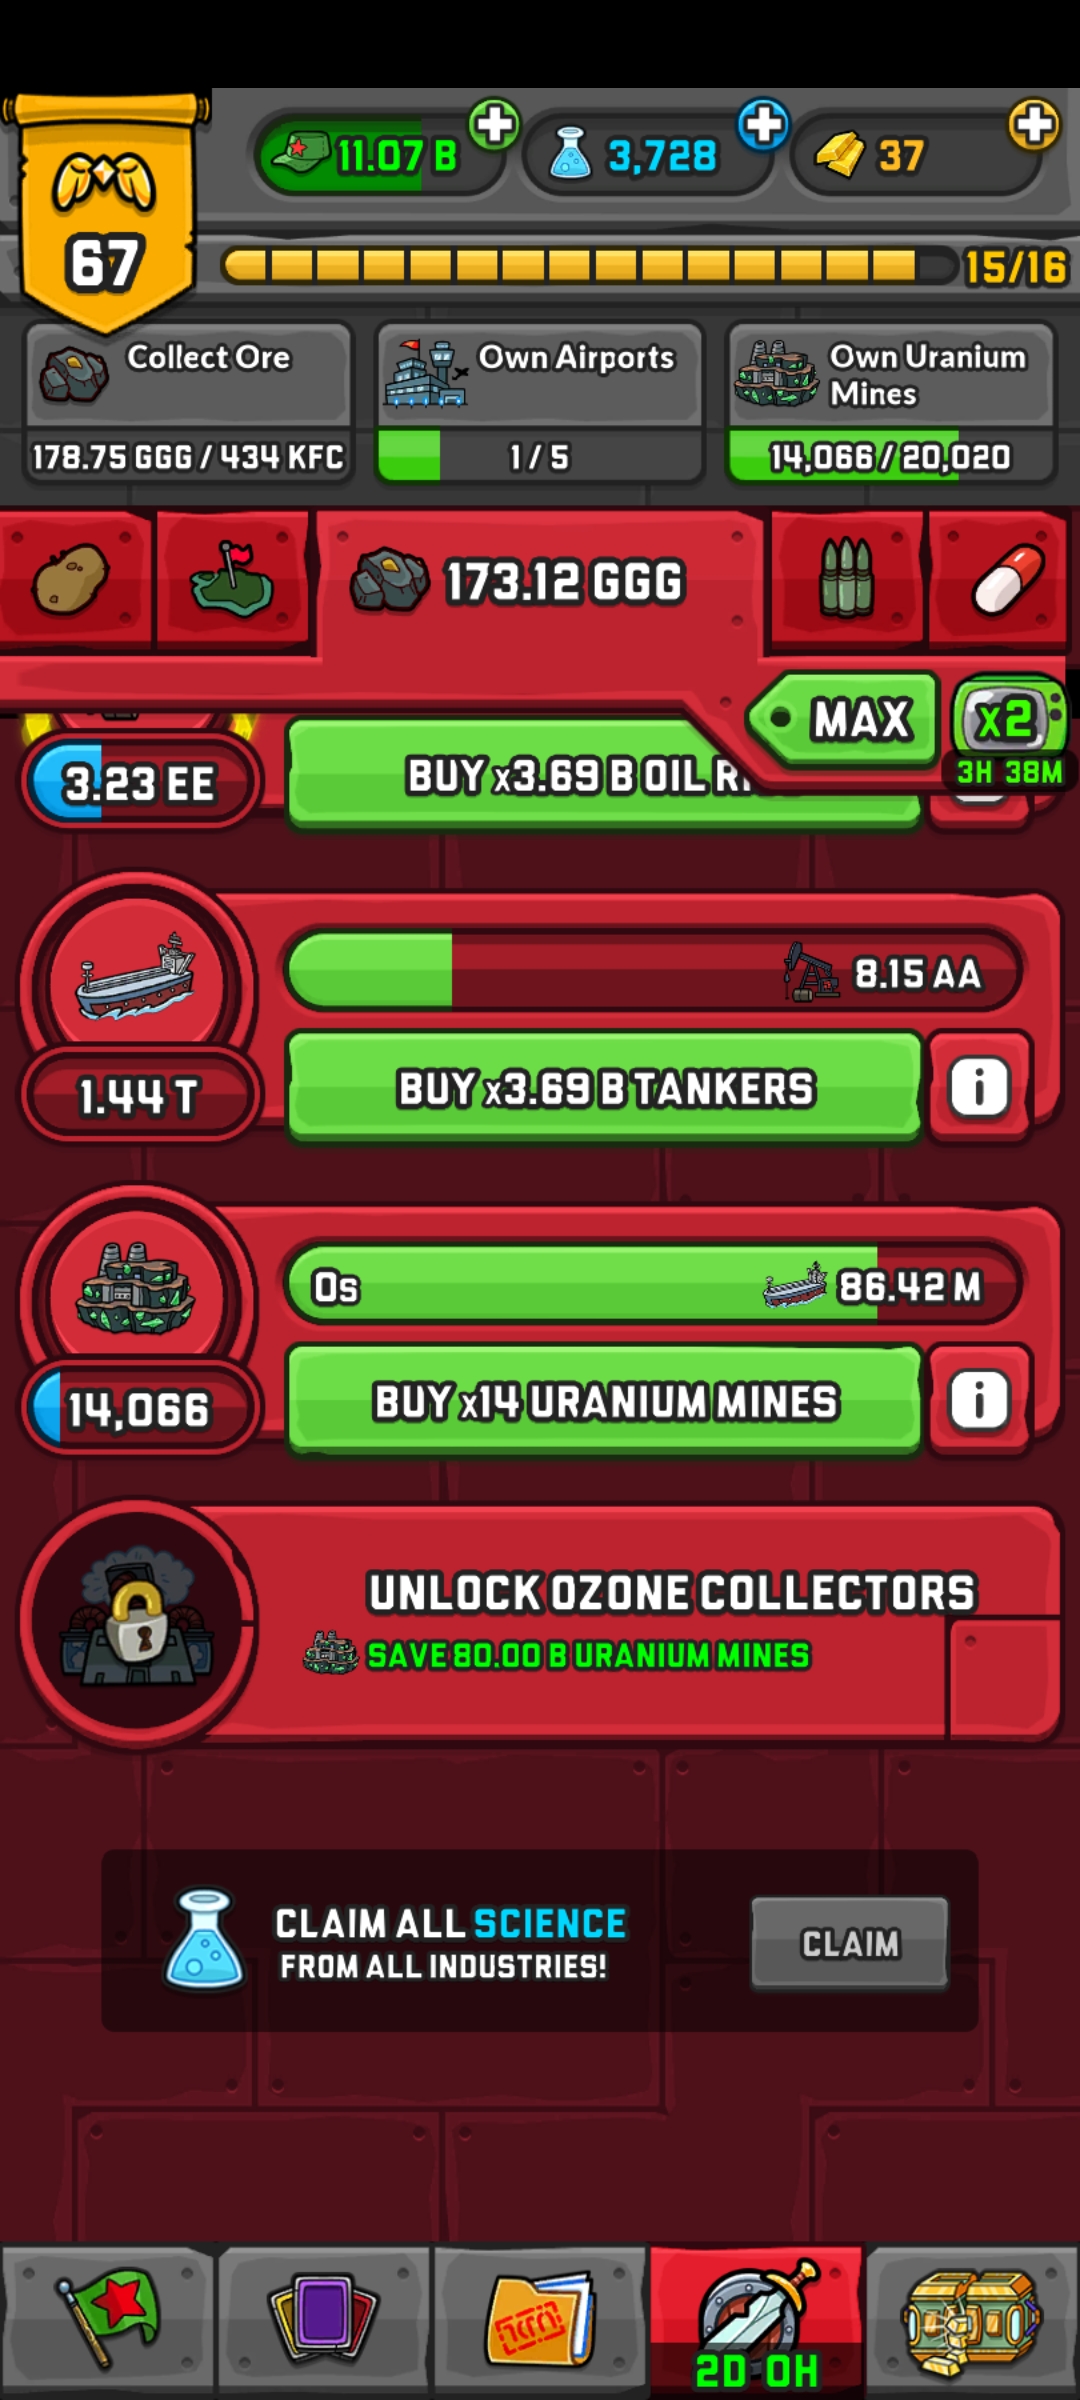 67
11.07 B
3,728
37
15/16
Collect Ore
178.75 GGG / 434 KFC
Own Airports
1 / 5
Own Uranium
Mines
14,066 / 20,020
173.12 GGG
MAX
x2
3H 38M
3.23 EE
BUY x3.69 B OIL
8.15 AA
1.44 T
BUY x3.69 B TANKERS
i
0s
86.42 M
14,066
BUY x14 URANIUM MINES
i
UNLOCK OZONE COLLECTORS
SAVE 80.00 B URANIUM MINES
CLAIM ALL SCIENCE
FROM ALL INDUSTRIES!
CLAIM
2D 0H